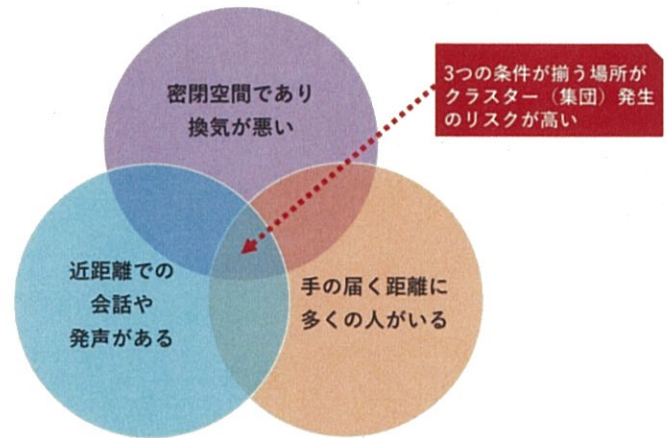 密閉空間であり
換気が悪い
3つの条件が揃う場所が
クラスター（集団）発生
のリスクが高い
近距離での
会話や
発声がある
手の届く距離に
多くの人がいる